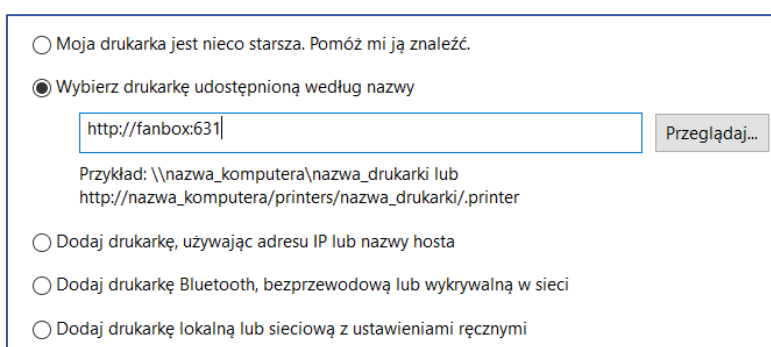 Moja drukarka jest nieco starsza. Pomóż mi ją znaleźć.
Wybierz drukarkę udostępnioną według nazwy
http://fanbox:631
Przeglądaj...
Przykład: \\nazwa_komputera\nazwa_drukarki lub
http://nazwa_komputera/printers/nazwa_drukarki/.printer
Dodaj drukarkę, używając adresu IP lub nazwy hosta
Dodaj drukarkę Bluetooth, bezprzewodową lub wykrywalną w sieci
Dodaj drukarkę lokalną lub sieciową z ustawieniami ręcznymi